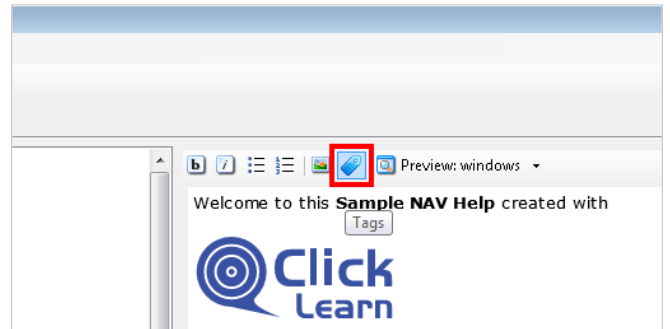 b i Preview: windows
Welcome to this Sample NAV Help created with
Tags
Click
Learn